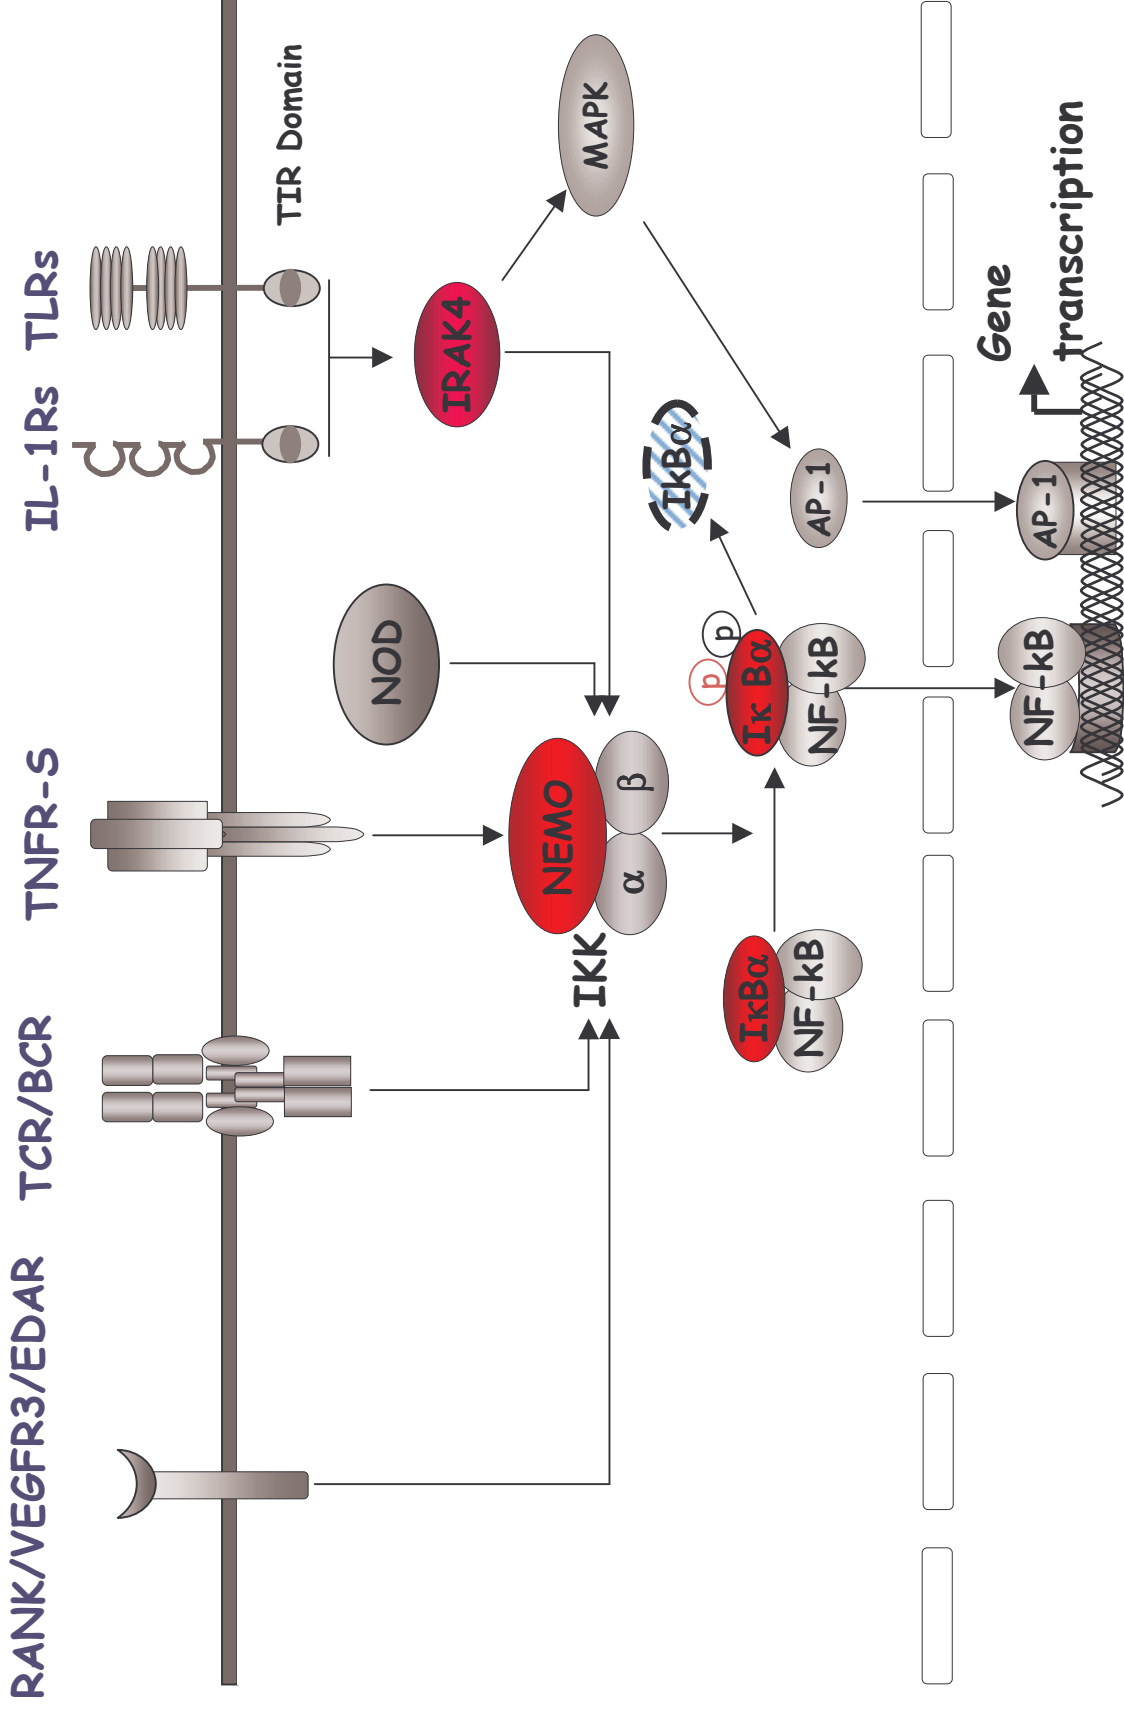 RANK/VEGFR3/EDAR
TCR/BCR
TNFR-S
IL-1Rs
TLRs
TIR Domain
NOD
IRAK4
MAPK
IKK
NEMO
α
β
IκBα
NF-kB
p
p
Iκ Bα
NF-kB
IkBα
AP-1
NF-kB
AP-1
Gene
transcription